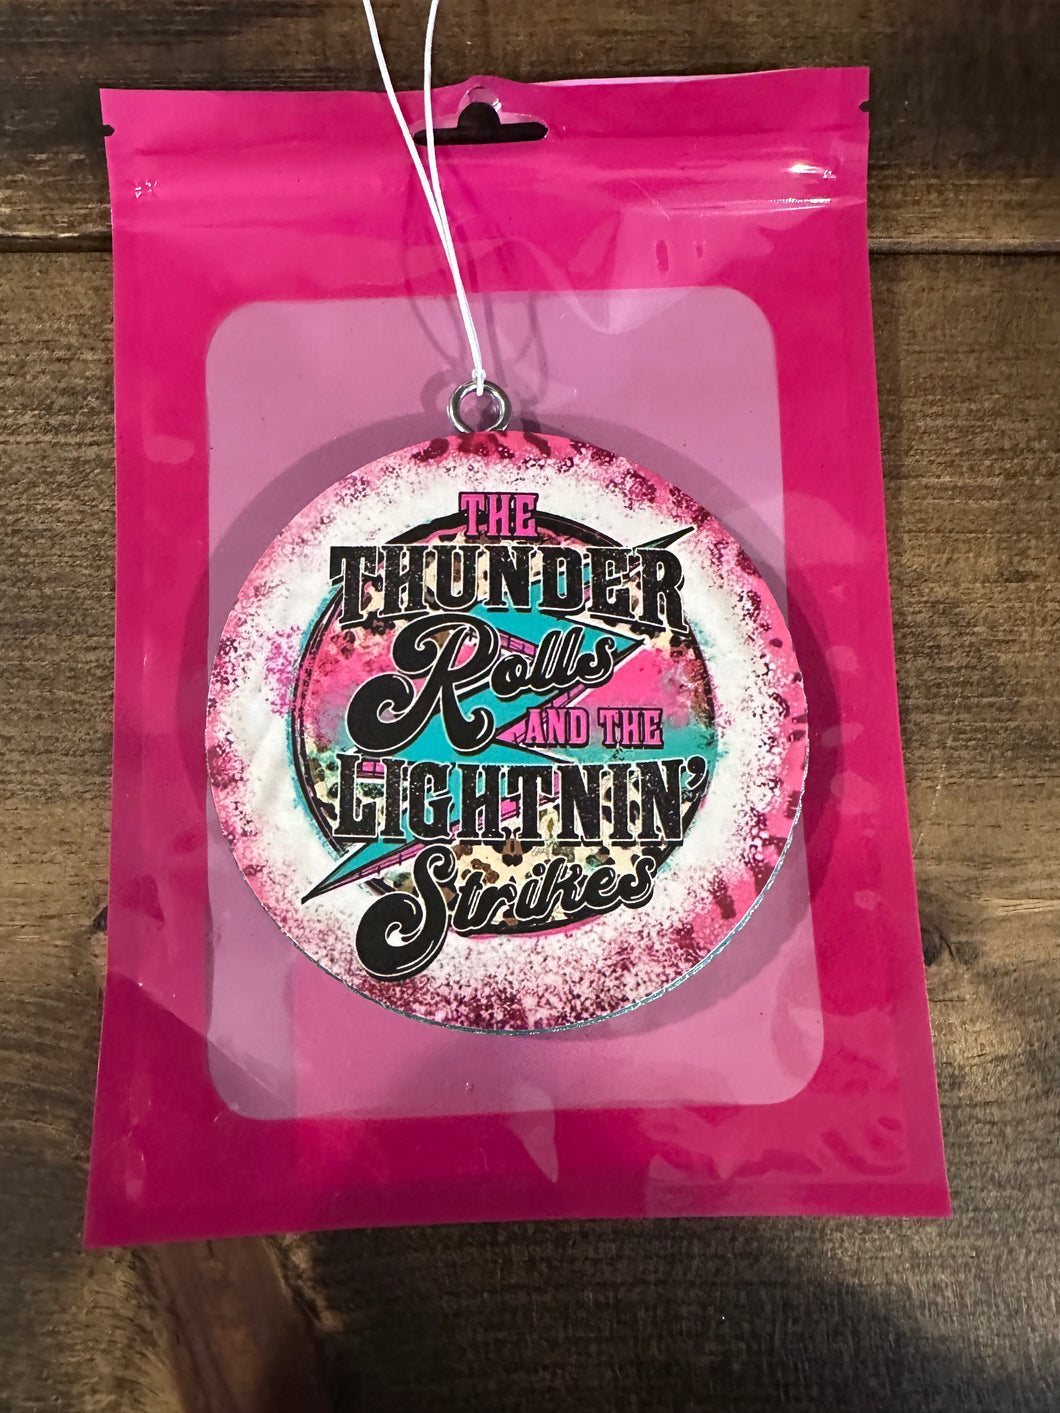 THE
THUNDER
Rolls
AND THE
LIGHTNIN'
Strikes